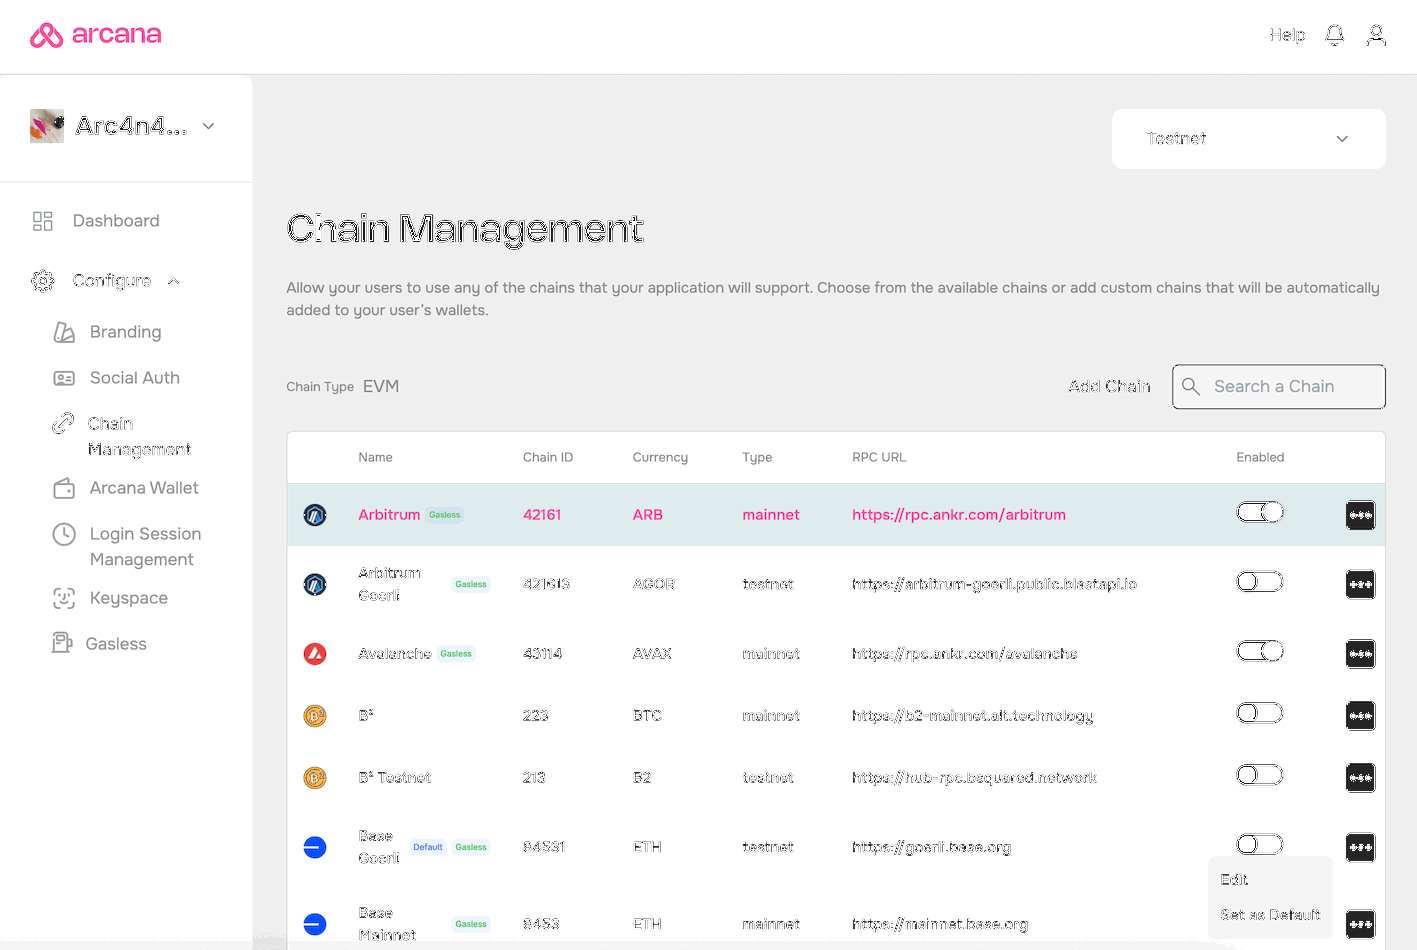 arcana
Help
Arc4n4...
Testnet
Dashboard
Configure
Branding
Social Auth
Chain
Management
Arcana Wallet
Login Session
Management
Keyspace
Gasless
Chain Management
Allow your users to use any of the chains that your application will support. Choose from the available chains or add custom chains that will be automatically
added to your user's wallets.
Chain Type EVM
Add Chain
Search a Chain
Name Chain ID Currency Type RPC URL Enabled
Arbitrum Gasless 42161 ARB mainnet https://rpc.ankr.com/arbitrum
Arbitrum
Goerli Gasless 421613 AGOR testnet https://arbitrum-goerli.public.blastapi.io
Avalanche Gasless 43114 AVAX mainnet https://rpc.ankr.com/avalanche
B² 223 BTC mainnet https://b2-mainnet.alt.technology
B² Testnet 213 B2 testnet https://hub-rpc.bsquared.network
Base
Goerli Default Gasless 84531 ETH testnet https://goerli.base.org
Edit
Set as Default
Base
Mainnet Gasless 8453 ETH mainnet https://mainnet.base.org